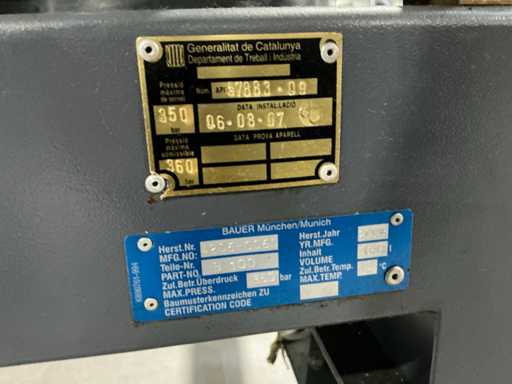 Generalitat de Catalunya
Departament de Treball i Indústria
Pressió
màxima
de servei
350
bar
Núm. API
DATA INSTAL.LACIÓ
06-08-07
DATA PROVA APARELL
Pressió
màxima
admissible
360
bar
BAUER München/Munich
Herst.Nr.
MFG.NO:
Teile-Nr.
PART-NO
Zul.Betr.Überdruck bar
MAX.PRESS.
Baumusterkennzeichen ZU
CERTIFICATION CODE
Herst.Jahr
YR.MFG.
Inhalt l
VOLUME
Zul.Betr.Temp. °C
MAX.TEMP.